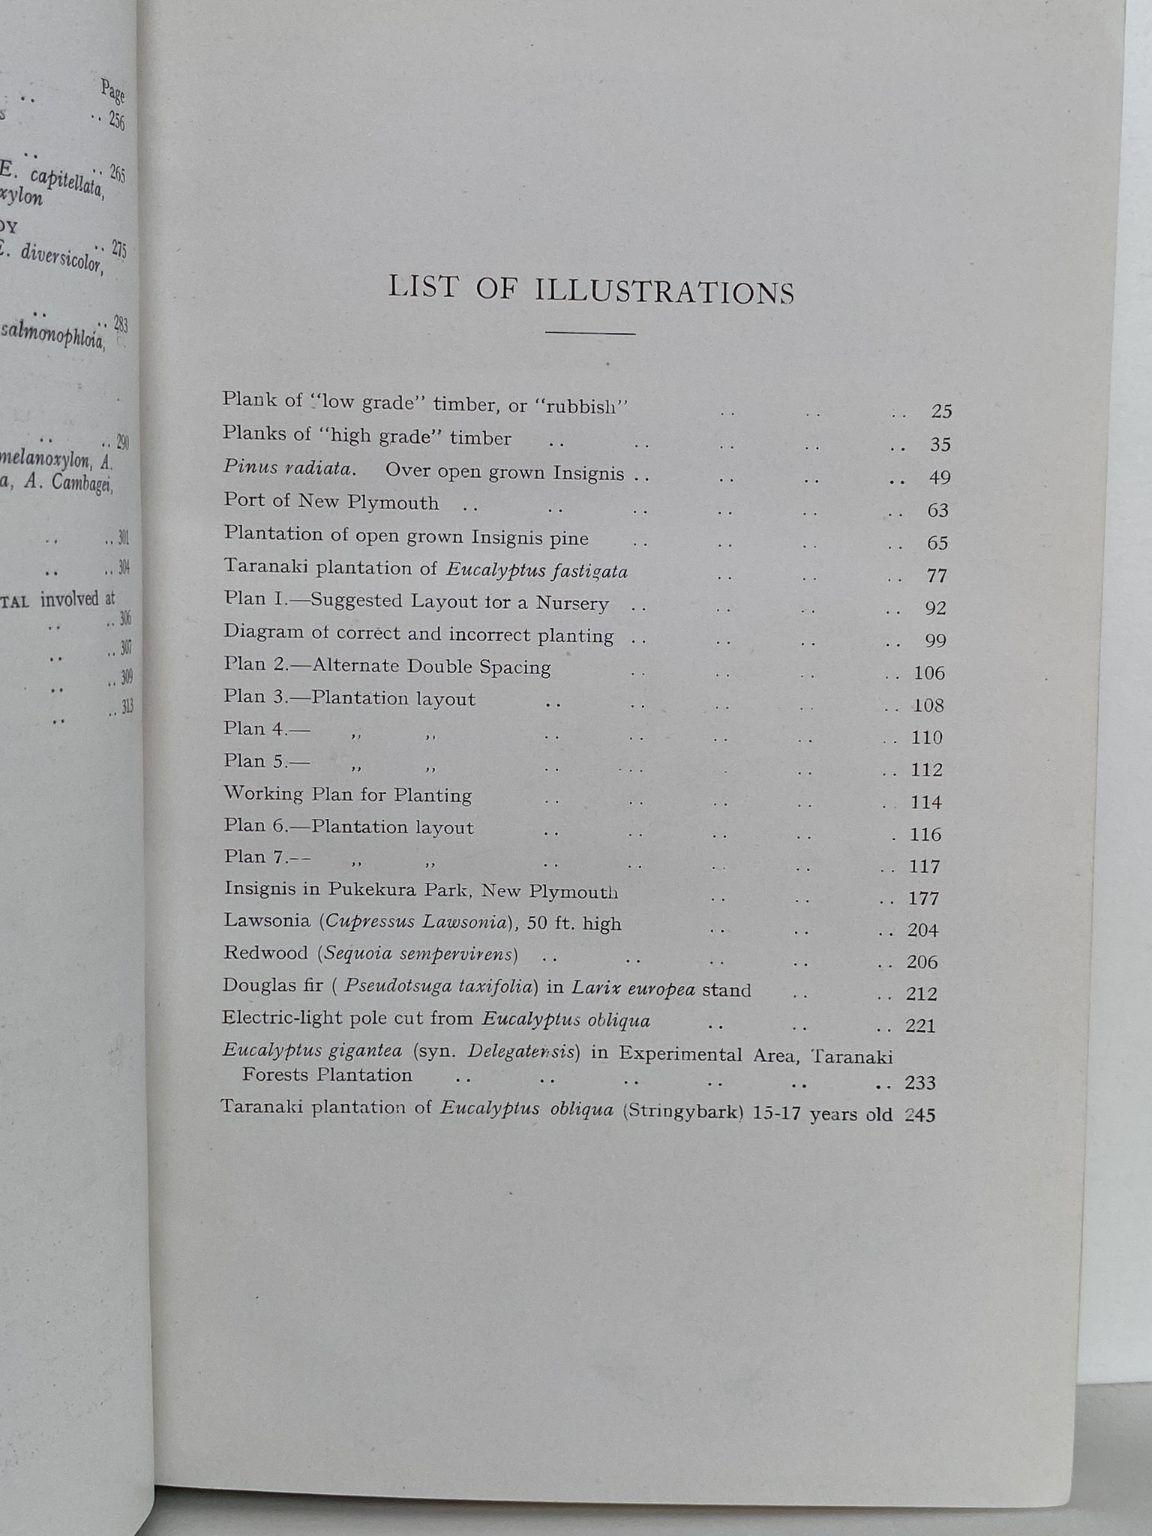 Page
.. .. 256
s
.. .. 265
E. capitellata,
xylon
DY
.. 275
E. diversicolor,
.. .. 283
salmonophloia,
.. .. 290
melanoxylon, A.
a, A. Cambagei,
.. .. 301
.. .. 304
TAL involved at
.. .. 306
.. .. 307
.. .. 309
.. .. 313
LIST OF ILLUSTRATIONS
Plank of “low grade” timber, or “rubbish” .. .. .. 25
Planks of “high grade” timber .. .. .. .. .. 35
Pinus radiata. Over open grown Insignis .. .. .. .. 49
Port of New Plymouth .. .. .. .. .. .. 63
Plantation of open grown Insignis pine .. .. .. .. 65
Taranaki plantation of Eucalyptus fastigata .. .. .. 77
Plan I.—Suggested Layout for a Nursery .. .. .. .. 92
Diagram of correct and incorrect planting .. .. .. .. 99
Plan 2.—Alternate Double Spacing .. .. .. .. 106
Plan 3.—Plantation layout .. .. .. .. .. 108
Plan 4.— ,, ,, .. .. .. .. .. 110
Plan 5.— ,, ,, .. ... .. .. 112
Working Plan for Planting .. .. .. .. . 114
Plan 6.—Plantation layout .. .. .. .. . 116
Plan 7.-- ,, ,, .. .. .. .. .. 117
Insignis in Pukekura Park, New Plymouth .. .. .. 177
Lawsonia (Cupressus Lawsonia), 50 ft. high .. .. .. 204
Redwood (Sequoia sempervirens) .. .. .. .. .. 206
Douglas fir ( Pseudotsuga taxifolia) in Larix europea stand .. .. 212
Electric-light pole cut from Eucalyptus obliqua .. .. .. 221
Eucalyptus gigantea (syn. Delegatensis) in Experimental Area, Taranaki
Forests Plantation .. .. .. .. .. .. 233
Taranaki plantation of Eucalyptus obliqua (Stringybark) 15-17 years old 245